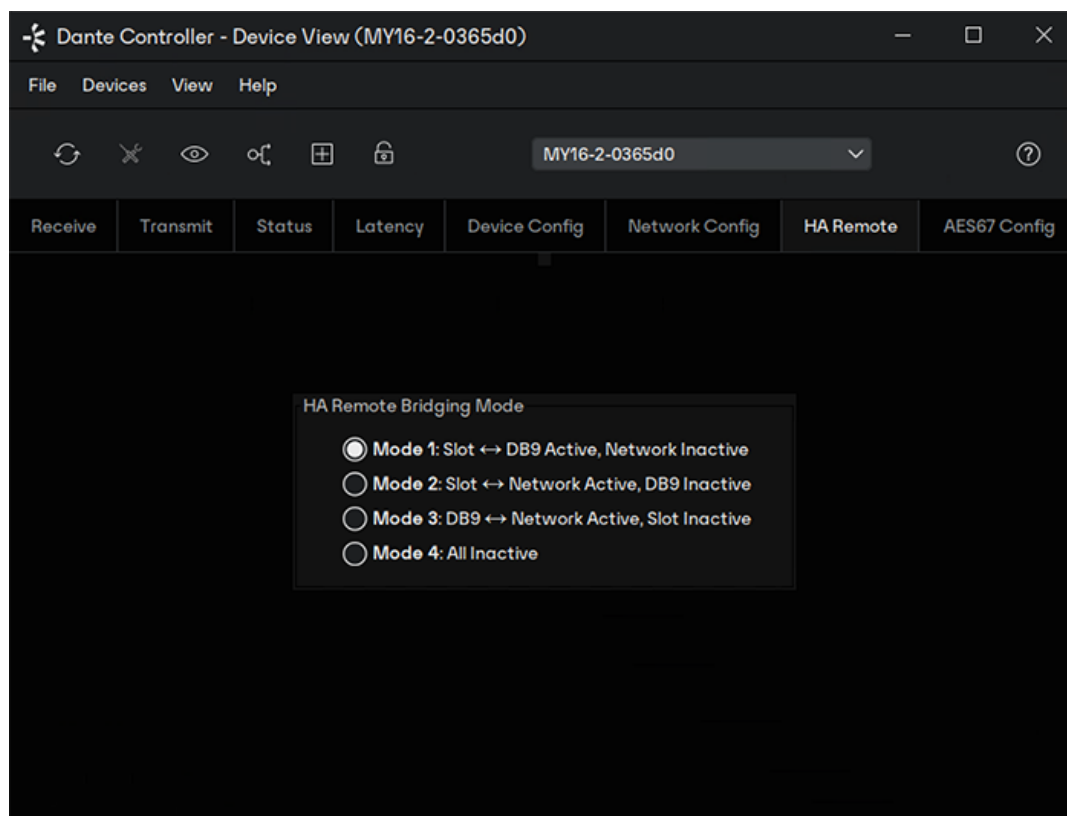 Dante Controller - Device View (MY16-2-0365d0)
File Devices View Help
MY16-2-0365d0
Receive Transmit Status Latency Device Config Network Config HA Remote AES67 Config
HA Remote Bridging Mode
Mode 1: Slot ↔ DB9 Active, Network Inactive
Mode 2: Slot ↔ Network Active, DB9 Inactive
Mode 3: DB9 ↔ Network Active, Slot Inactive
Mode 4: All Inactive